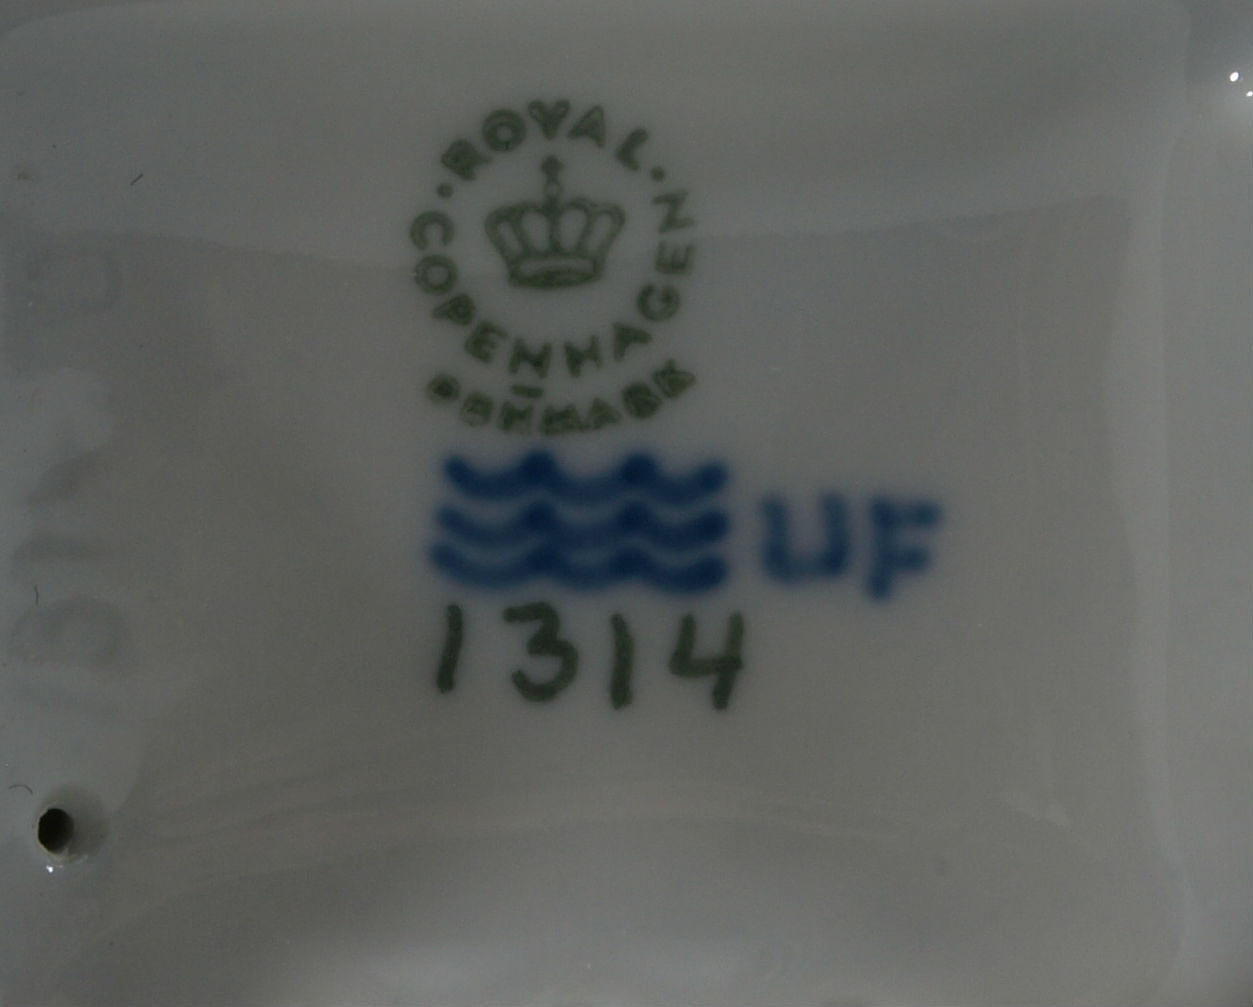 ROYAL
COPENHAGEN
DENMARK
UF
1314